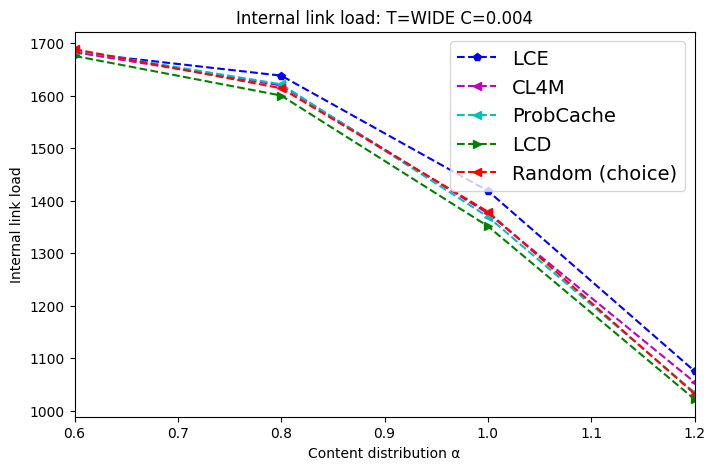 Internal link load: T=WIDE C=0.004
1700
1600
1500
1400
1300
1200
1100
1000
Internal link load
LCE
CL4M
ProbCache
LCD
Random (choice)
0.6 0.7 0.8 0.9 1.0 1.1 1.2
Content distribution α